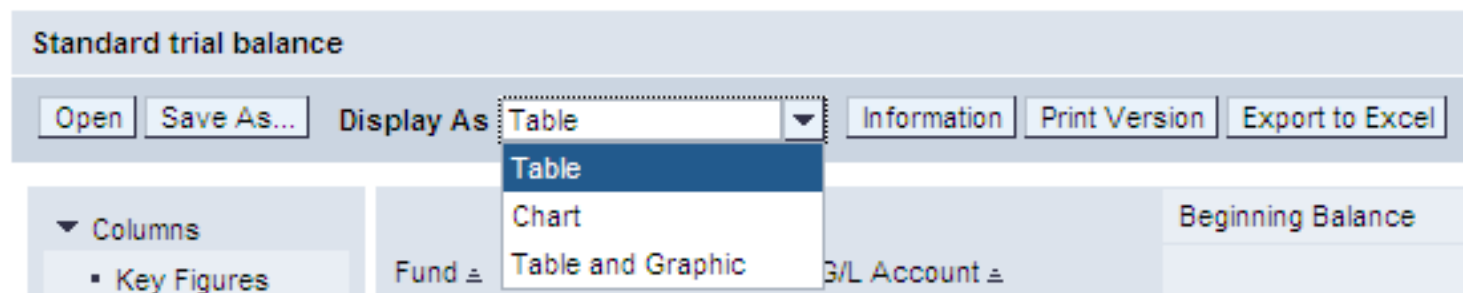 Standard trial balance
Open Save As... Display As Table Information Print Version Export to Excel
Table
Chart
Table and Graphic
Columns
Key Figures
Beginning Balance
Fund G/L Account